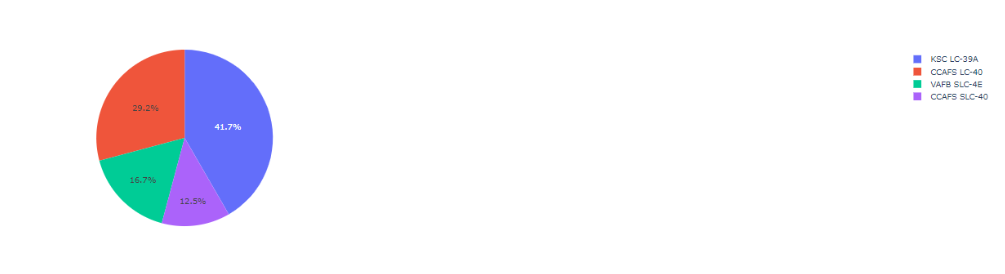 KSC LC-39A
CCAFS LC-40
VAFB SLC-4E
CCAFS SLC-40
29.2%
41.7%
16.7%
12.5%